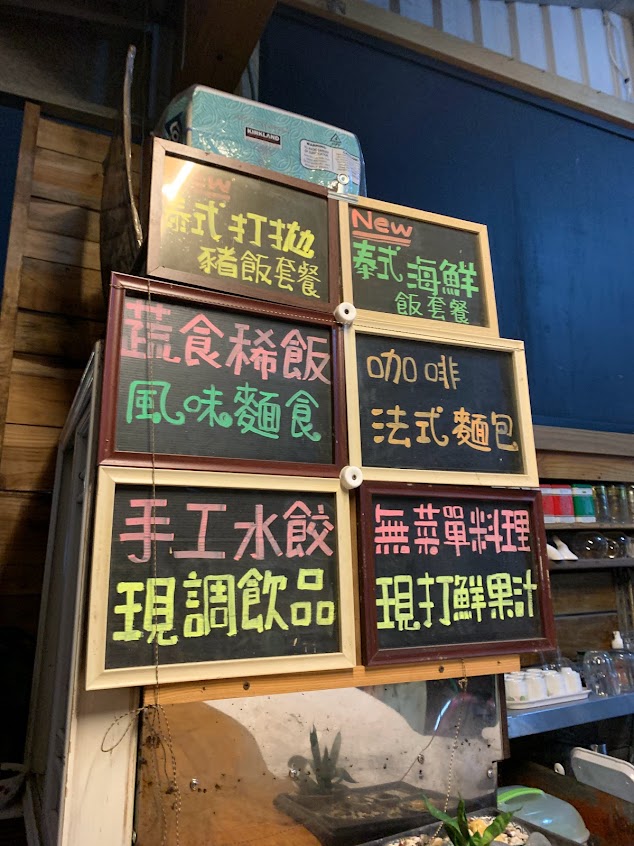 KIRKLAND
New
泰式打拋
豬飯套餐
New
泰式海鮮
飯套餐
蔬食稀飯
風味麵食
咖啡
法式麵包
手工水餃
現調飲品
無菜單料理
現打鮮果汁